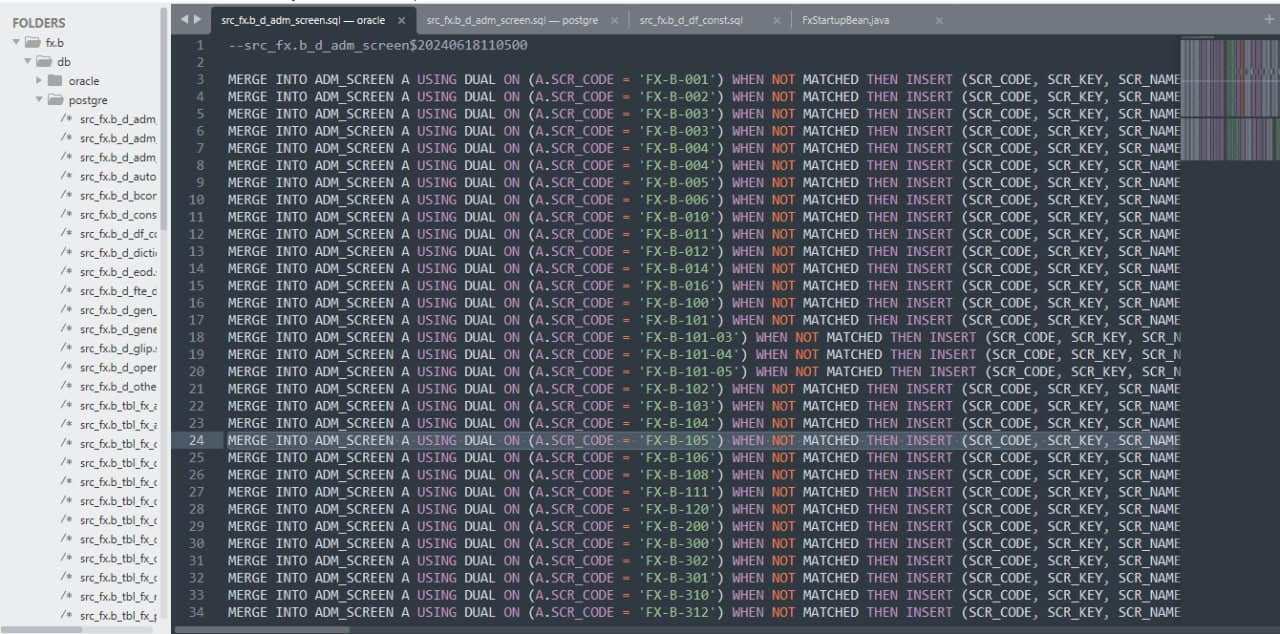 FOLDERS
fx.b
db
oracle
postgre
/* src_fx.b_d_adm_
/* src_fx.b_d_adm_
/* src_fx.b_d_adm_
/* src_fx.b_d_auto
/* src_fx.b_d_bcor
/* src_fx.b_d_cons
/* src_fx.b_d_df_co
/* src_fx.b_d_dicti
/* src_fx.b_d_eod.
/* src_fx.b_d_fte_c
/* src_fx.b_d_gen_
/* src_fx.b_d_gene
/* src_fx.b_d_glip.
/* src_fx.b_d_oper
/* src_fx.b_d_othe
/* src_fx.b_tbl_fx_a
/* src_fx.b_tbl_fx_a
/* src_fx.b_tbl_fx_c
/* src_fx.b_tbl_fx_c
/* src_fx.b_tbl_fx_c
/* src_fx.b_tbl_fx_c
/* src_fx.b_tbl_fx_c
/* src_fx.b_tbl_fx_c
/* src_fx.b_tbl_fx_c
/* src_fx.b_tbl_fx_c
/* src_fx.b_tbl_fx_r
/* src_fx.b_tbl_fx_p
src_fx.b_d_adm_screen.sql — oracle × src_fx.b_d_adm_screen.sql — postgre × src_fx.b_d_df_const.sql × FxStartupBean.java × +
1 --src_fx.b_d_adm_screen$20240618110500
2
3 MERGE INTO ADM_SCREEN A USING DUAL ON (A.SCR_CODE = 'FX-B-001') WHEN NOT MATCHED THEN INSERT (SCR_CODE, SCR_KEY, SCR_NAME
4 MERGE INTO ADM_SCREEN A USING DUAL ON (A.SCR_CODE = 'FX-B-002') WHEN NOT MATCHED THEN INSERT (SCR_CODE, SCR_KEY, SCR_NAME
5 MERGE INTO ADM_SCREEN A USING DUAL ON (A.SCR_CODE = 'FX-B-003') WHEN NOT MATCHED THEN INSERT (SCR_CODE, SCR_KEY, SCR_NAME
6 MERGE INTO ADM_SCREEN A USING DUAL ON (A.SCR_CODE = 'FX-B-003') WHEN NOT MATCHED THEN INSERT (SCR_CODE, SCR_KEY, SCR_NAME
7 MERGE INTO ADM_SCREEN A USING DUAL ON (A.SCR_CODE = 'FX-B-004') WHEN NOT MATCHED THEN INSERT (SCR_CODE, SCR_KEY, SCR_NAME
8 MERGE INTO ADM_SCREEN A USING DUAL ON (A.SCR_CODE = 'FX-B-004') WHEN NOT MATCHED THEN INSERT (SCR_CODE, SCR_KEY, SCR_NAME
9 MERGE INTO ADM_SCREEN A USING DUAL ON (A.SCR_CODE = 'FX-B-005') WHEN NOT MATCHED THEN INSERT (SCR_CODE, SCR_KEY, SCR_NAME
10 MERGE INTO ADM_SCREEN A USING DUAL ON (A.SCR_CODE = 'FX-B-006') WHEN NOT MATCHED THEN INSERT (SCR_CODE, SCR_KEY, SCR_NAME
11 MERGE INTO ADM_SCREEN A USING DUAL ON (A.SCR_CODE = 'FX-B-010') WHEN NOT MATCHED THEN INSERT (SCR_CODE, SCR_KEY, SCR_NAME
12 MERGE INTO ADM_SCREEN A USING DUAL ON (A.SCR_CODE = 'FX-B-011') WHEN NOT MATCHED THEN INSERT (SCR_CODE, SCR_KEY, SCR_NAME
13 MERGE INTO ADM_SCREEN A USING DUAL ON (A.SCR_CODE = 'FX-B-012') WHEN NOT MATCHED THEN INSERT (SCR_CODE, SCR_KEY, SCR_NAME
14 MERGE INTO ADM_SCREEN A USING DUAL ON (A.SCR_CODE = 'FX-B-014') WHEN NOT MATCHED THEN INSERT (SCR_CODE, SCR_KEY, SCR_NAME
15 MERGE INTO ADM_SCREEN A USING DUAL ON (A.SCR_CODE = 'FX-B-016') WHEN NOT MATCHED THEN INSERT (SCR_CODE, SCR_KEY, SCR_NAME
16 MERGE INTO ADM_SCREEN A USING DUAL ON (A.SCR_CODE = 'FX-B-100') WHEN NOT MATCHED THEN INSERT (SCR_CODE, SCR_KEY, SCR_NAME
17 MERGE INTO ADM_SCREEN A USING DUAL ON (A.SCR_CODE = 'FX-B-101') WHEN NOT MATCHED THEN INSERT (SCR_CODE, SCR_KEY, SCR_NAME
18 MERGE INTO ADM_SCREEN A USING DUAL ON (A.SCR_CODE = 'FX-B-101-03') WHEN NOT MATCHED THEN INSERT (SCR_CODE, SCR_KEY, SCR_N
19 MERGE INTO ADM_SCREEN A USING DUAL ON (A.SCR_CODE = 'FX-B-101-04') WHEN NOT MATCHED THEN INSERT (SCR_CODE, SCR_KEY, SCR_N
20 MERGE INTO ADM_SCREEN A USING DUAL ON (A.SCR_CODE = 'FX-B-101-05') WHEN NOT MATCHED THEN INSERT (SCR_CODE, SCR_KEY, SCR_N
21 MERGE INTO ADM_SCREEN A USING DUAL ON (A.SCR_CODE = 'FX-B-102') WHEN NOT MATCHED THEN INSERT (SCR_CODE, SCR_KEY, SCR_NAME
22 MERGE INTO ADM_SCREEN A USING DUAL ON (A.SCR_CODE = 'FX-B-103') WHEN NOT MATCHED THEN INSERT (SCR_CODE, SCR_KEY, SCR_NAME
23 MERGE INTO ADM_SCREEN A USING DUAL ON (A.SCR_CODE = 'FX-B-104') WHEN NOT MATCHED THEN INSERT (SCR_CODE, SCR_KEY, SCR_NAME
24 MERGE INTO ADM_SCREEN A USING DUAL ON (A.SCR_CODE = 'FX-B-105') WHEN NOT MATCHED THEN INSERT (SCR_CODE, SCR_KEY, SCR_NAME
25 MERGE INTO ADM_SCREEN A USING DUAL ON (A.SCR_CODE = 'FX-B-106') WHEN NOT MATCHED THEN INSERT (SCR_CODE, SCR_KEY, SCR_NAME
26 MERGE INTO ADM_SCREEN A USING DUAL ON (A.SCR_CODE = 'FX-B-108') WHEN NOT MATCHED THEN INSERT (SCR_CODE, SCR_KEY, SCR_NAME
27 MERGE INTO ADM_SCREEN A USING DUAL ON (A.SCR_CODE = 'FX-B-111') WHEN NOT MATCHED THEN INSERT (SCR_CODE, SCR_KEY, SCR_NAME
28 MERGE INTO ADM_SCREEN A USING DUAL ON (A.SCR_CODE = 'FX-B-120') WHEN NOT MATCHED THEN INSERT (SCR_CODE, SCR_KEY, SCR_NAME
29 MERGE INTO ADM_SCREEN A USING DUAL ON (A.SCR_CODE = 'FX-B-200') WHEN NOT MATCHED THEN INSERT (SCR_CODE, SCR_KEY, SCR_NAME
30 MERGE INTO ADM_SCREEN A USING DUAL ON (A.SCR_CODE = 'FX-B-300') WHEN NOT MATCHED THEN INSERT (SCR_CODE, SCR_KEY, SCR_NAME
31 MERGE INTO ADM_SCREEN A USING DUAL ON (A.SCR_CODE = 'FX-B-302') WHEN NOT MATCHED THEN INSERT (SCR_CODE, SCR_KEY, SCR_NAME
32 MERGE INTO ADM_SCREEN A USING DUAL ON (A.SCR_CODE = 'FX-B-301') WHEN NOT MATCHED THEN INSERT (SCR_CODE, SCR_KEY, SCR_NAME
33 MERGE INTO ADM_SCREEN A USING DUAL ON (A.SCR_CODE = 'FX-B-310') WHEN NOT MATCHED THEN INSERT (SCR_CODE, SCR_KEY, SCR_NAME
34 MERGE INTO ADM_SCREEN A USING DUAL ON (A.SCR_CODE = 'FX-B-312') WHEN NOT MATCHED THEN INSERT (SCR_CODE, SCR_KEY, SCR_NAME